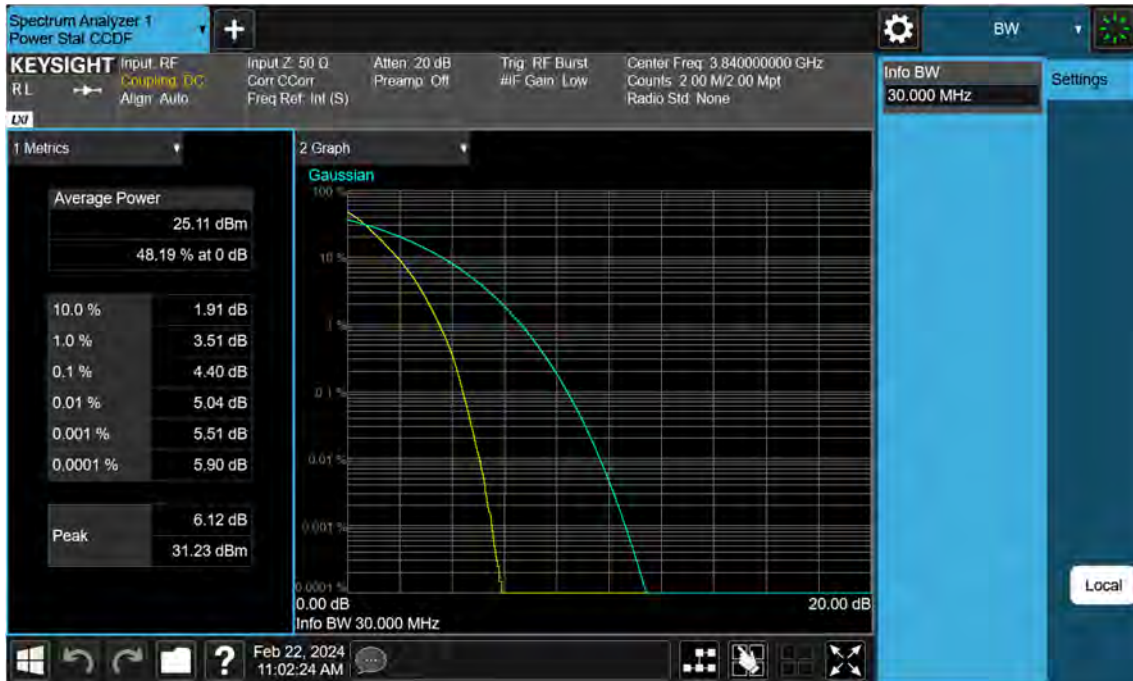 Spectrum Analyzer 1
Power Stat CCDF
BW
KEYSIGHT
RL
LXI
Input: RF
Coupling: DC
Align: Auto
Input Z: 50 Ω
Corr CCorr
Freq Ref: Int (S)
Atten: 20 dB
Preamp: Off
Trig: RF Burst
#IF Gain: Low
Center Freq: 3.840000000 GHz
Counts: 2.00 M/2.00 Mpt
Radio Std: None
Info BW
30.000 MHz
Settings
1 Metrics
Average Power
25.11 dBm
48.19 % at 0 dB
10.0 % 1.91 dB
1.0 % 3.51 dB
0.1 % 4.40 dB
0.01 % 5.04 dB
0.001 % 5.51 dB
0.0001 % 5.90 dB
Peak
6.12 dB
31.23 dBm
2 Graph
Gaussian
100 %
10 %
1 %
0.1 %
0.01 %
0.001 %
0.0001 %
0.00 dB 20.00 dB
Info BW 30.000 MHz
Local
?
Feb 22, 2024
11:02:24 AM